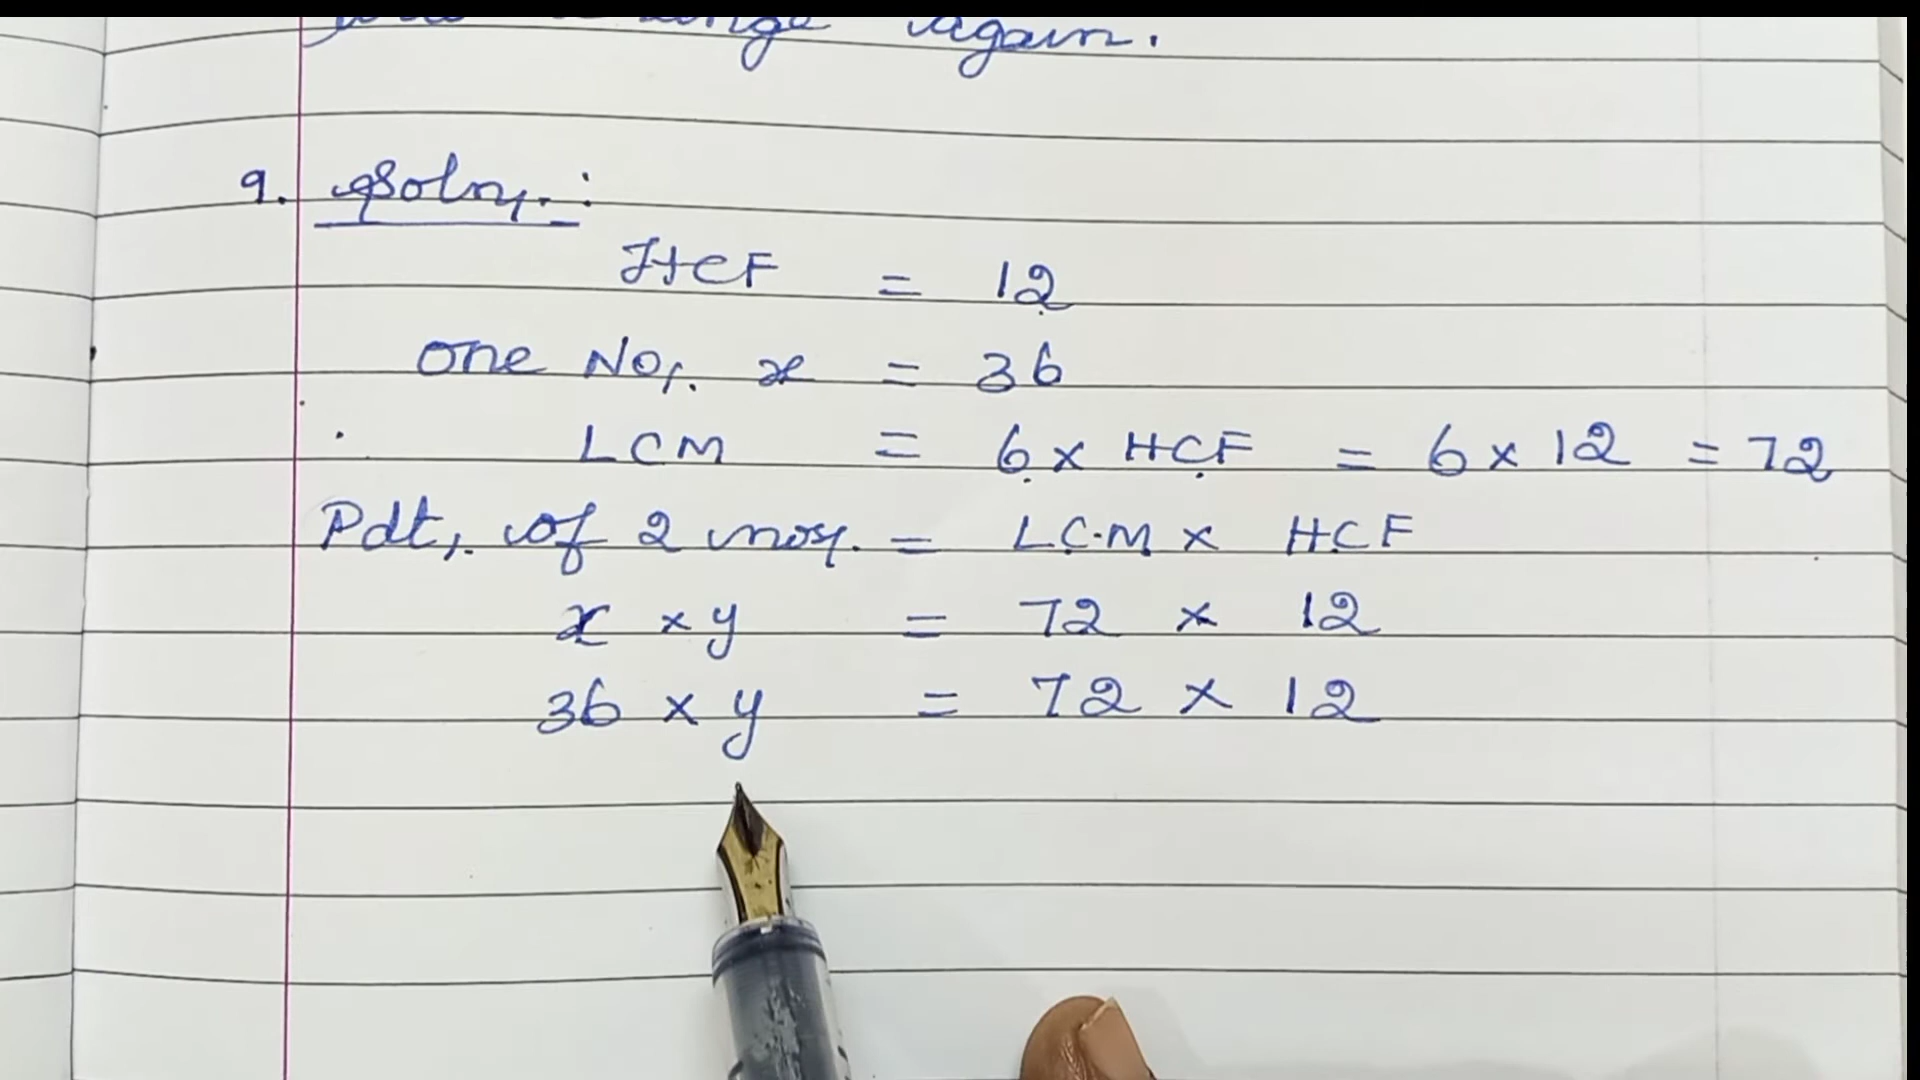 again.
9. Soln. :
HCF = 12
One No. x = 36
LCM = 6 x HCF = 6 x 12 = 72
Pdt. of 2 nos. = LCM x HCF
x x y = 72 x 12
36 x y = 72 x 12